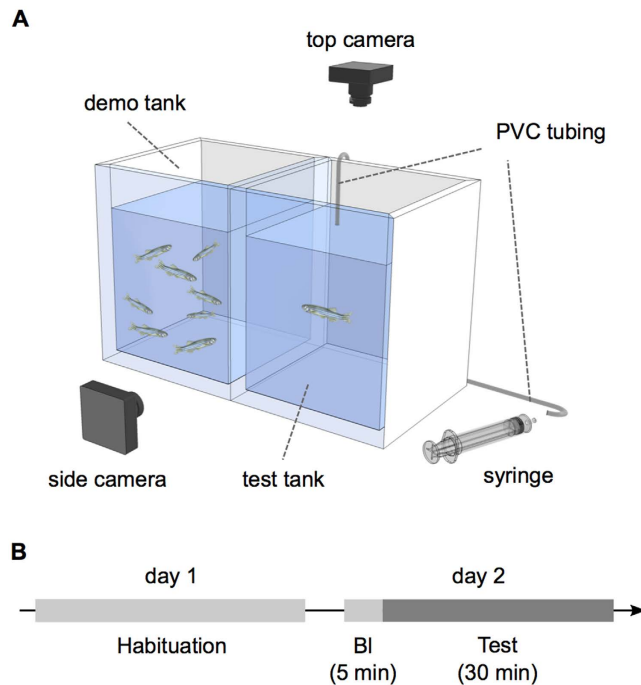 A
top camera
demo tank
PVC tubing
side camera
test tank
syringe
B
day 1
day 2
Habituation
Bl
(5 min)
Test
(30 min)